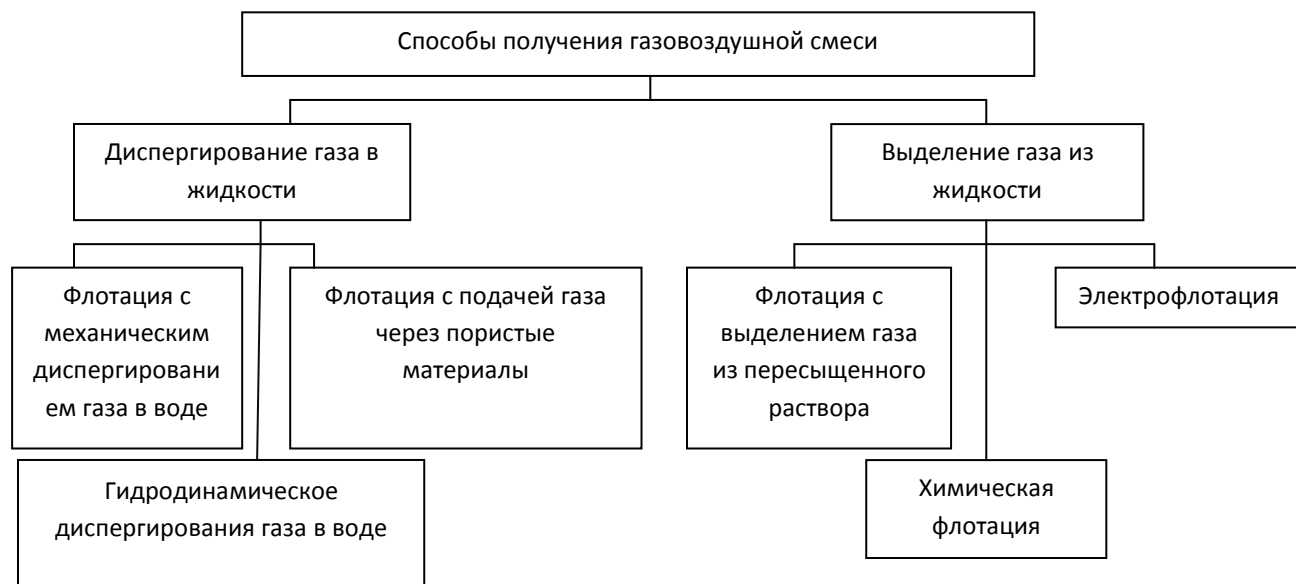 Способы получения газовоздушной смеси
Диспергирование газа в
жидкости
Выделение газа из
жидкости
Флотация с
механическим
диспергировани
ем газа в воде
Флотация с подачей газа
через пористые
материалы
Флотация с
выделением газа
из пересыщенного
раствора
Электрофлотация
Гидродинамическое
диспергирования газа в воде
Химическая
флотация